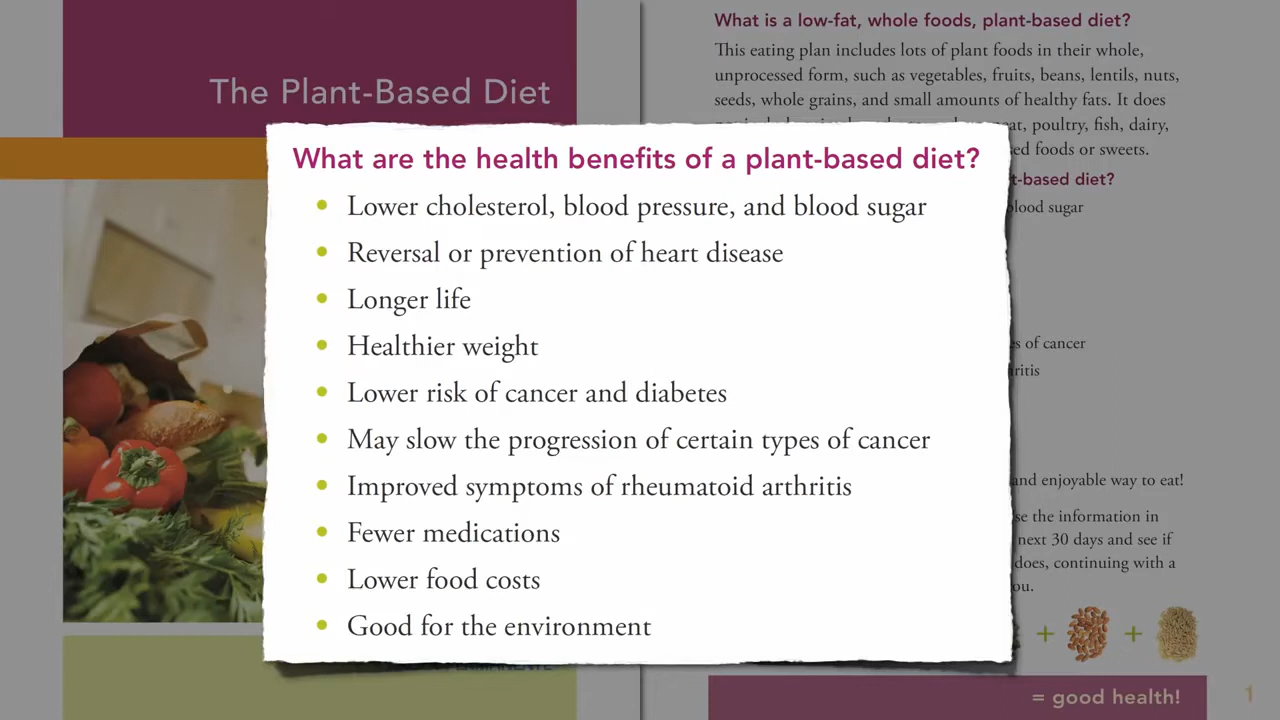 The Plant-Based Diet
What is a low-fat, whole foods, plant-based diet?
This eating plan includes lots of plant foods in their whole,
unprocessed form, such as vegetables, fruits, beans, lentils, nuts,
seeds, whole grains, and small amounts of healthy fats. It does
poultry, fish, dairy,
foods or sweets.
What are the health benefits of a plant-based diet?
• Lower cholesterol, blood pressure, and blood sugar
• Reversal or prevention of heart disease
• Longer life
• Healthier weight
• Lower risk of cancer and diabetes
• May slow the progression of certain types of cancer
• Improved symptoms of rheumatoid arthritis
• Fewer medications
• Lower food costs
• Good for the environment
diet?
blood sugar
of cancer
and enjoyable way to eat!
the information in
next 30 days and see if
does, continuing with a
+ +
= good health!
1